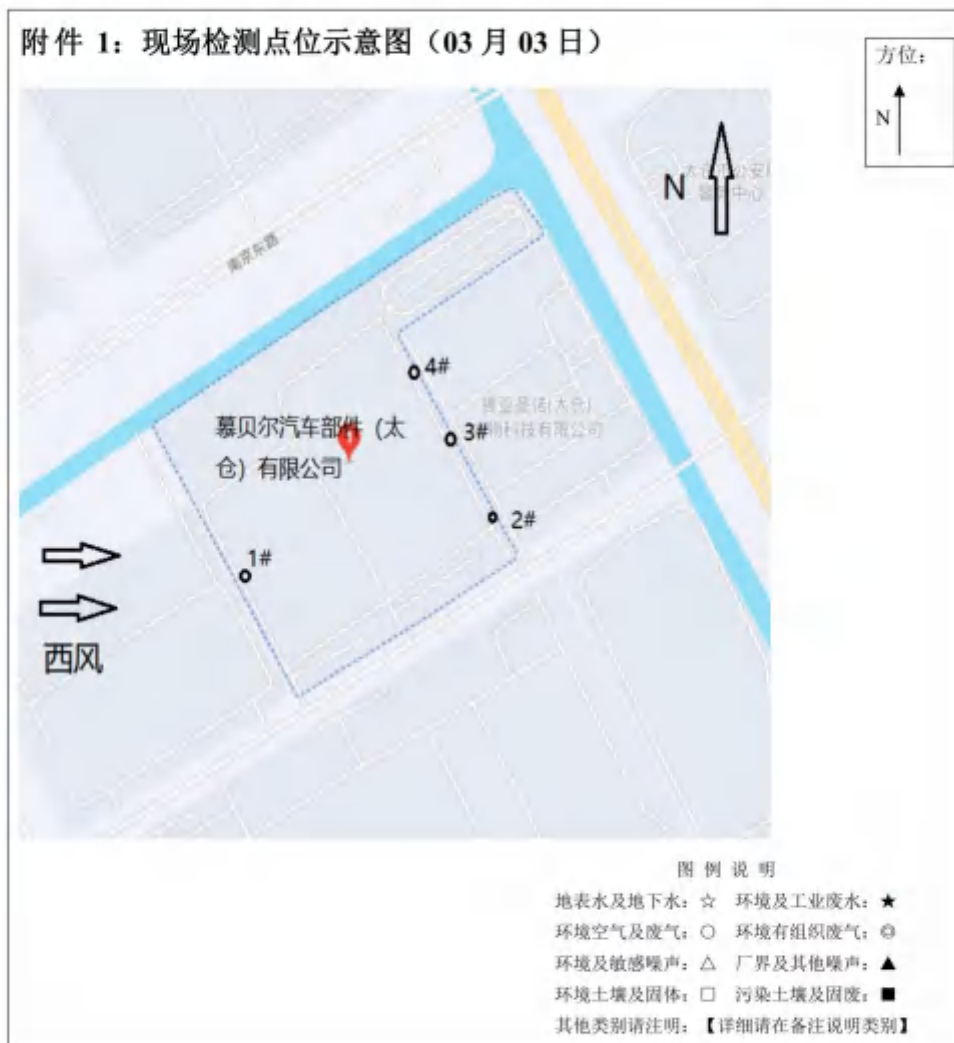 附件 1：现场检测点位示意图（03 月 03 日）
方位：
N
N
南京东路
4#
3#
慕贝尔汽车部件（太
仓）有限公司
2#
1#
西风
图 例 说 明
地表水及地下水：☆ 环境及工业废水：★
环境空气及废气：○ 环境有组织废气：◎
环境及敏感噪声：△ 厂界及其他噪声：▲
环境土壤及固体：□ 污染土壤及固废：■
其他类别请注明：【详细请在备注说明类别】